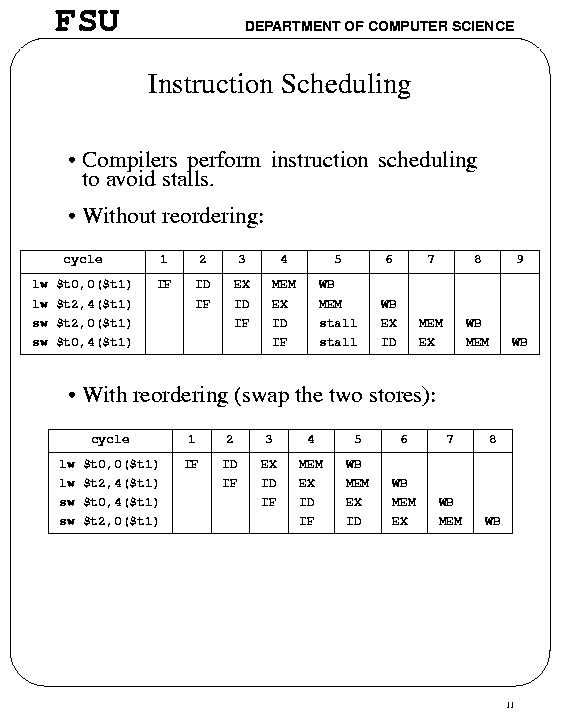 FSU DEPARTMENT OF COMPUTER SCIENCE
Instruction Scheduling
• Compilers perform instruction scheduling
to avoid stalls.
• Without reordering:
cycle 1 2 3 4 5 6 7 8 9
lw $t0,0($t1) IF ID EX MEM WB
lw $t2,4($t1) IF ID EX MEM WB
sw $t2,0($t1) IF ID stall EX MEM WB
sw $t0,4($t1) IF stall ID EX MEM WB
• With reordering (swap the two stores):
cycle 1 2 3 4 5 6 7 8
lw $t0,0($t1) IF ID EX MEM WB
lw $t2,4($t1) IF ID EX MEM WB
sw $t0,4($t1) IF ID EX MEM WB
sw $t2,0($t1) IF ID EX MEM WB
11